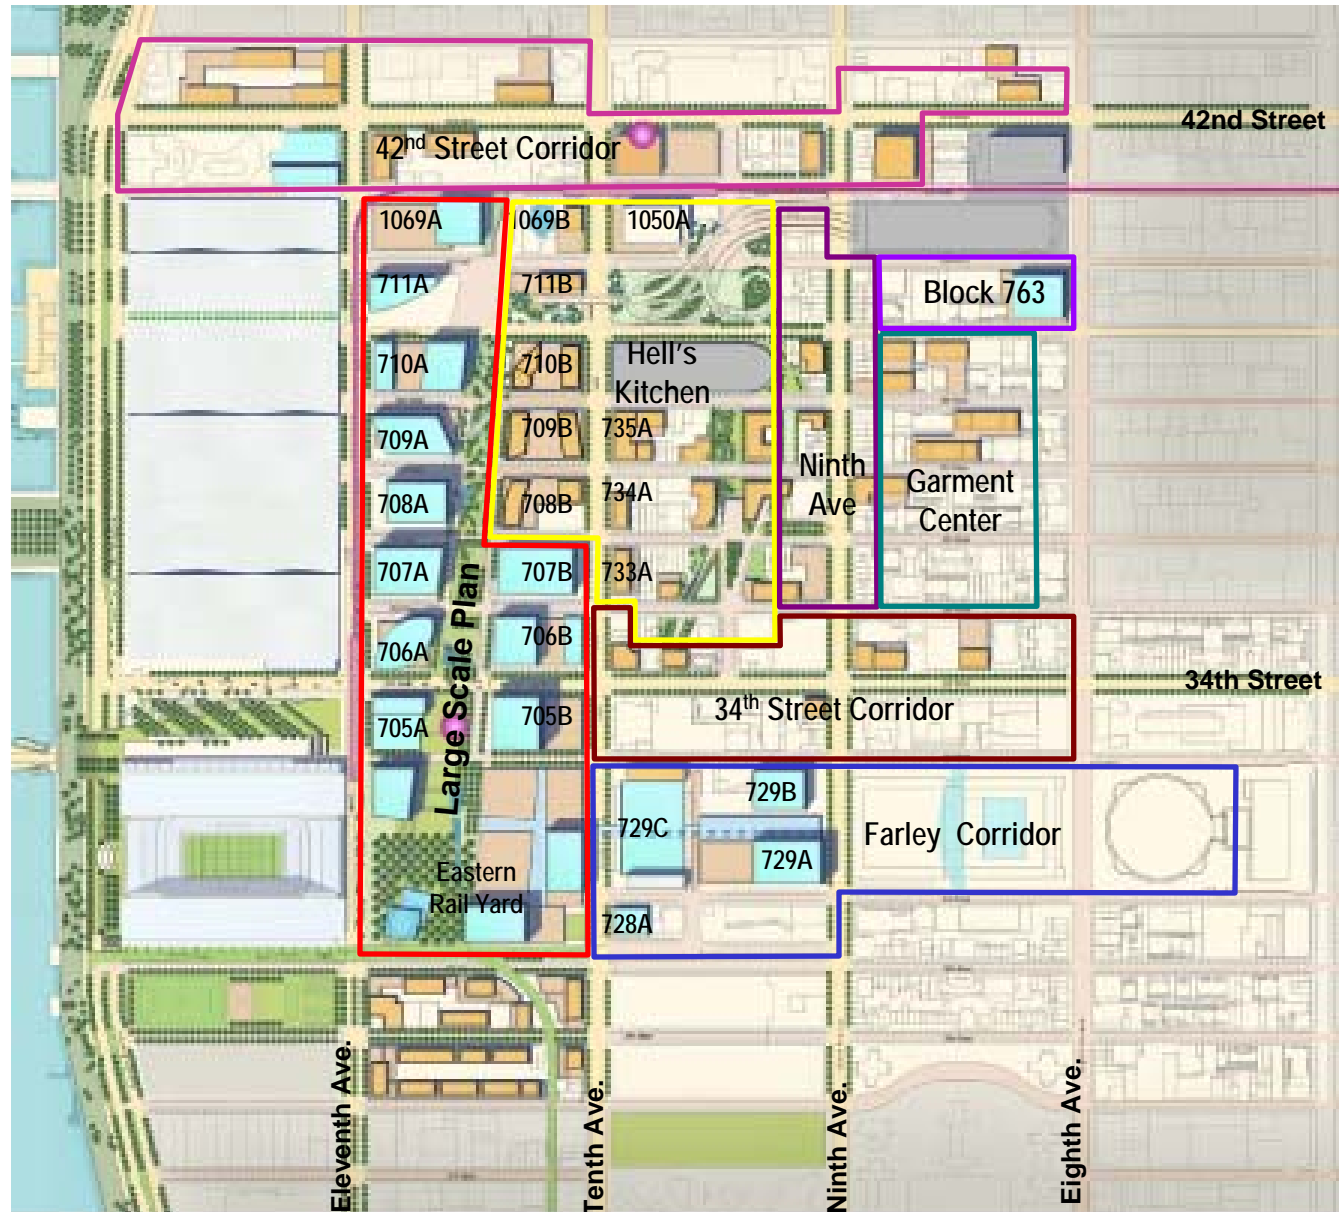 42nd Street
42nd Street Corridor
1069A
1069B
1050A
711A
711B
Block 763
710A
710B
Hell's
Kitchen
709A
709B
735A
708A
708B
734A
Ninth
Ave
Garment
Center
707A
707B
733A
706A
706B
Large Scale Plan
34th Street
705A
705B
34th Street Corridor
729B
729C
729A
Farley Corridor
Eastern
Rail Yard
728A
Eleventh Ave.
Tenth Ave.
Ninth Ave.
Eighth Ave.